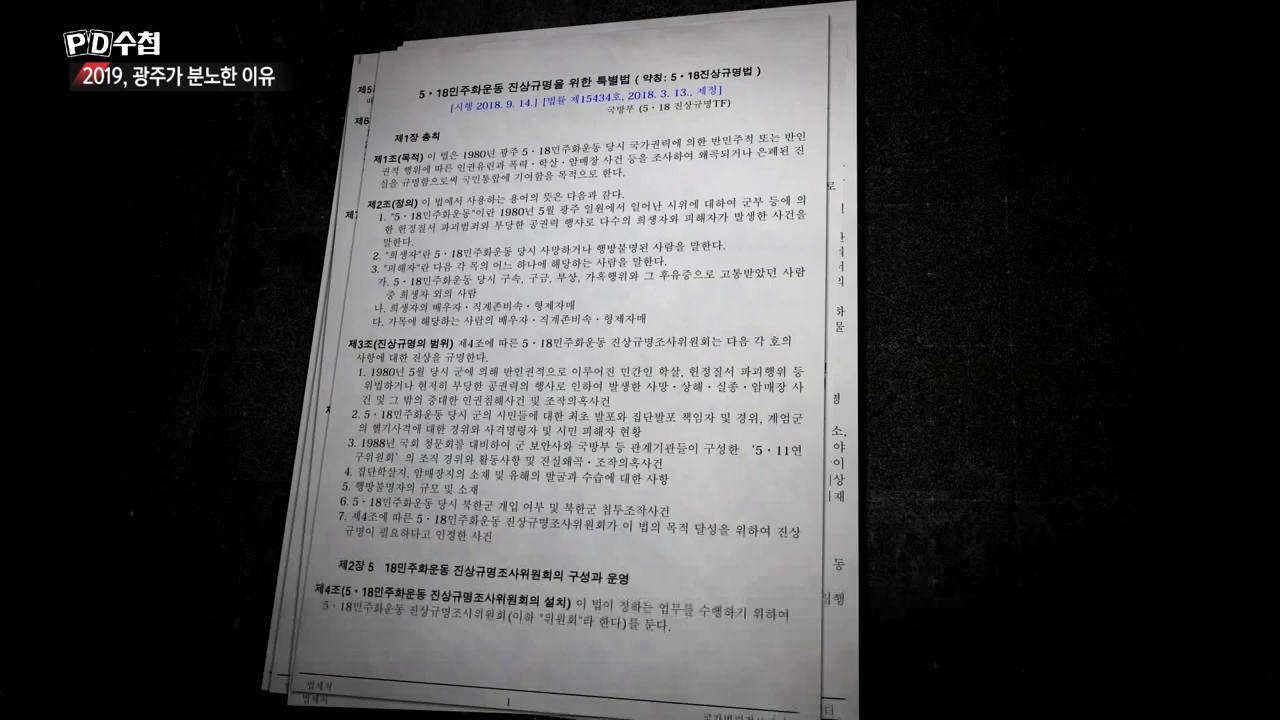 PD수첩
2019, 광주가 분노한 이유
5·18민주화운동 진상규명을 위한 특별법 ( 약칭: 5·18진상규명법 )
[시행 2018. 9. 14.] [법률 제15434호, 2018. 3. 13., 제정]
국방부 (5·18 진상규명TF)
제1장 총칙
제1조(목적) 이 법은 1980년 광주 5·18민주화운동 당시 국가권력에 의한 반민주적 또는 반인
권적 행위에 따른 인권유린과 폭력·학살·암매장 사건 등을 조사하여 왜곡되거나 은폐된 진
실을 규명함으로써 국민통합에 기여함을 목적으로 한다.
제2조(정의) 이 법에서 사용하는 용어의 뜻은 다음과 같다.
1. "5·18민주화운동"이란 1980년 5월 광주 일원에서 일어난 시위에 대하여 군부 등에 의
한 헌정질서 파괴범죄와 부당한 공권력 행사로 다수의 희생자와 피해자가 발생한 사건을
말한다.
2. "희생자"란 5·18민주화운동 당시 사망하거나 행방불명된 사람을 말한다.
3. "피해자"란 다음 각 목의 어느 하나에 해당하는 사람을 말한다.
가. 5·18민주화운동 당시 구속, 구금, 부상, 가혹행위와 그 후유증으로 고통받았던 사람
중 희생자 외의 사람
나. 희생자의 배우자·직계존비속·형제자매
다. 가목에 해당하는 사람의 배우자·직계존비속·형제자매
제3조(진상규명의 범위) 제4조에 따른 5·18민주화운동 진상규명조사위원회는 다음 각 호의
사항에 대한 진상을 규명한다.
1. 1980년 5월 당시 군에 의해 반인권적으로 이루어진 민간인 학살, 헌정질서 파괴행위 등
위법하거나 현저히 부당한 공권력의 행사로 인하여 발생한 사망·상해·실종·암매장 사
건 및 그 밖의 중대한 인권침해사건 및 조작의혹사건
2. 5·18민주화운동 당시 군의 시민들에 대한 최초 발포와 집단발포 책임자 및 경위, 계엄군
의 헬기사격에 대한 경위와 사격명령자 및 시민 피해자 현황
3. 1988년 국회 청문회를 대비하여 군 보안사와 국방부 등 관계기관들이 구성한 '5·11연
구위원회'의 조직 경위와 활동사항 및 진실왜곡·조작의혹사건
4. 집단학살지, 암매장지의 소재 및 유해의 발굴과 수습에 대한 사항
5. 행방불명자의 규모 및 소재
6. 5·18민주화운동 당시 북한군 개입 여부 및 북한군 침투조작사건
7. 제4조에 따른 5·18민주화운동 진상규명조사위원회가 이 법의 목적 달성을 위하여 진상
규명이 필요하다고 인정한 사건
제2장 5 18민주화운동 진상규명조사위원회의 구성과 운영
제4조(5·18민주화운동 진상규명조사위원회의 설치) 이 법이 정하는 업무를 수행하기 위하여
5·18민주화운동 진상규명조사위원회(이하 "위원회"라 한다)를 둔다.
법제처
1
법제처